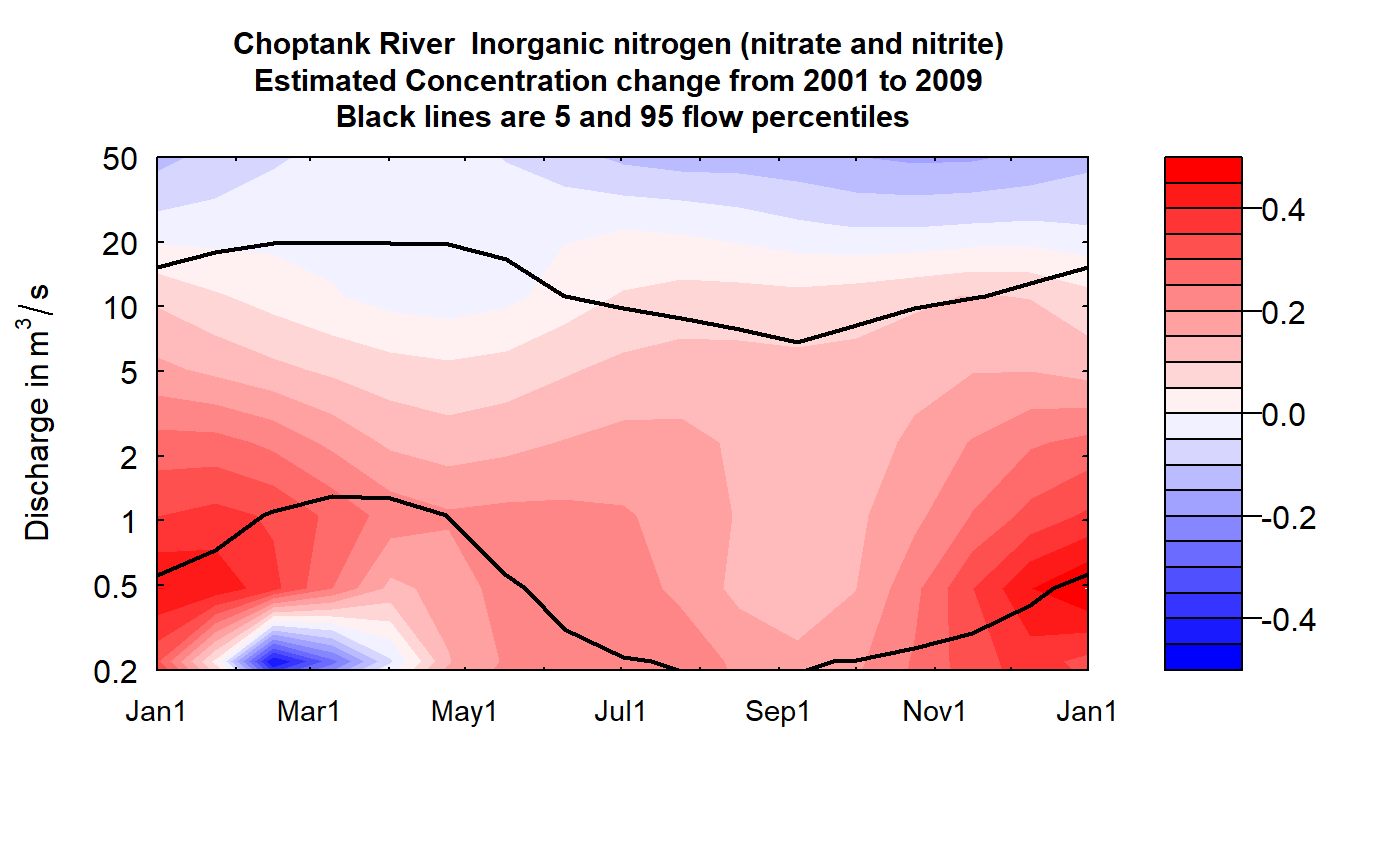 Choptank River  Inorganic nitrogen (nitrate and nitrite)
Estimated Concentration change from 2001 to 2009
Black lines are 5 and 95 flow percentiles
Discharge in m³/s
50
20
10
5
2
1
0.5
0.2
Jan1
Mar1
May1
Jul1
Sep1
Nov1
Jan1
0.4
0.2
0.0
-0.2
-0.4